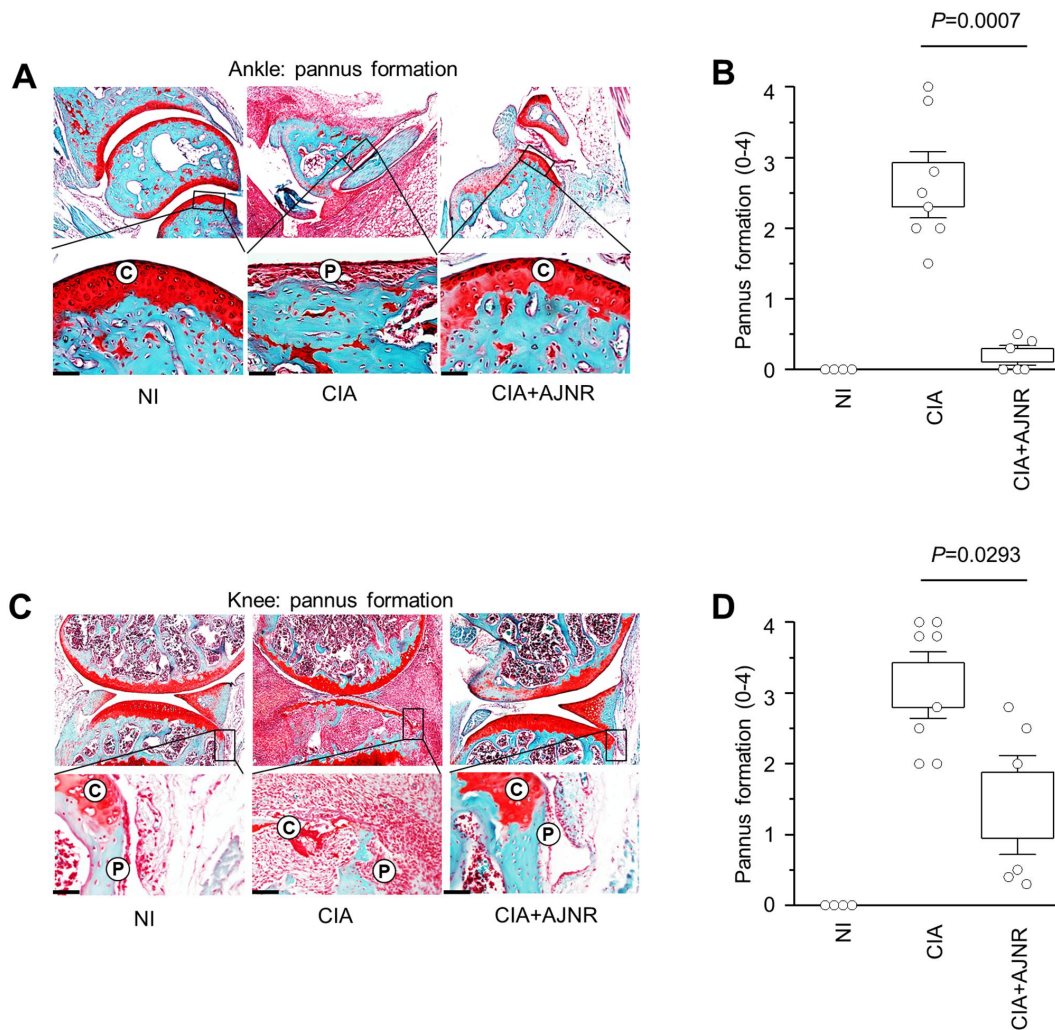 A
Ankle: pannus formation
C
P
C
NI
CIA
CIA+AJNR
B
P=0.0007
Pannus formation (0-4)
4
3
2
1
0
NI
CIA
CIA+AJNR
C
Knee: pannus formation
C
P
C
P
C
P
NI
CIA
CIA+AJNR
D
P=0.0293
Pannus formation (0-4)
4
3
2
1
0
NI
CIA
CIA+AJNR